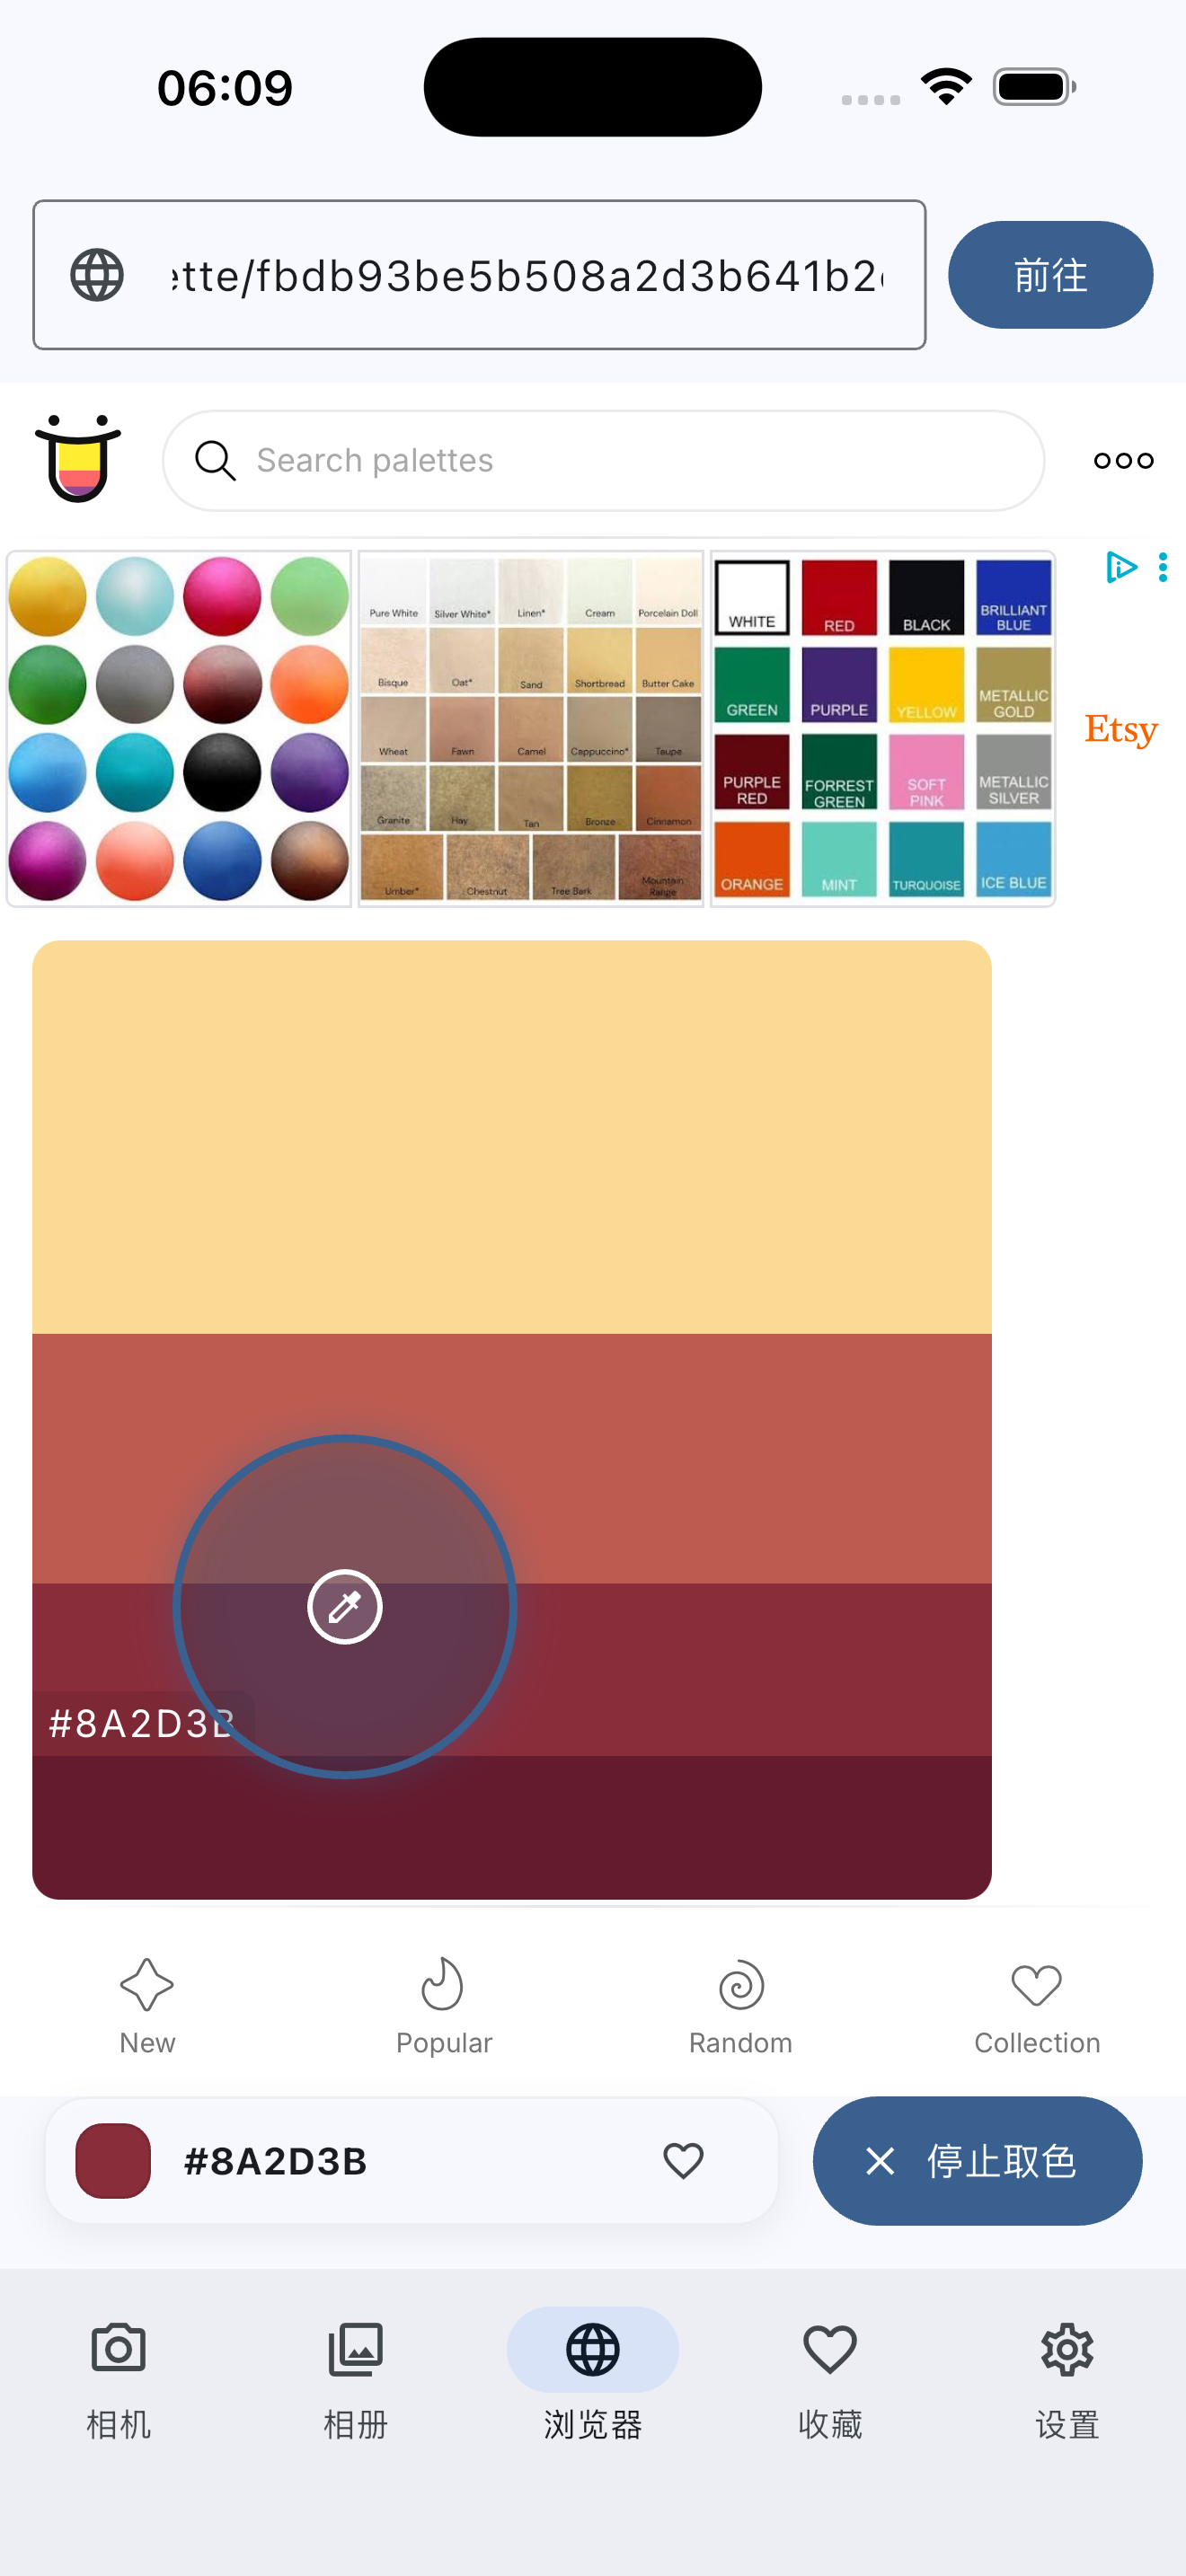 06:09
ette/fbdb93be5b508a2d3b641b2
前往
Search palettes
Pure White
Silver White*
Linen*
Cream
Porcelain Doll
Bisque
Oat*
Sand
Shortbread
Butter Cake
Wheat
Fawn
Camel
Cappuccino*
Taupe
Granite
Hay
Tan
Bronze
Cinnamon
Umber*
Chestnut
Tree Bark
Mountain
Range
WHITE
RED
BLACK
BRILLIANT
BLUE
GREEN
PURPLE
YELLOW
METALLIC
GOLD
PURPLE
RED
FORREST
GREEN
SOFT
PINK
METALLIC
SILVER
ORANGE
MINT
TURQUOISE
ICE BLUE
Etsy
#8A2D3B
New
Popular
Random
Collection
#8A2D3B
停止取色
相机
相册
浏览器
收藏
设置